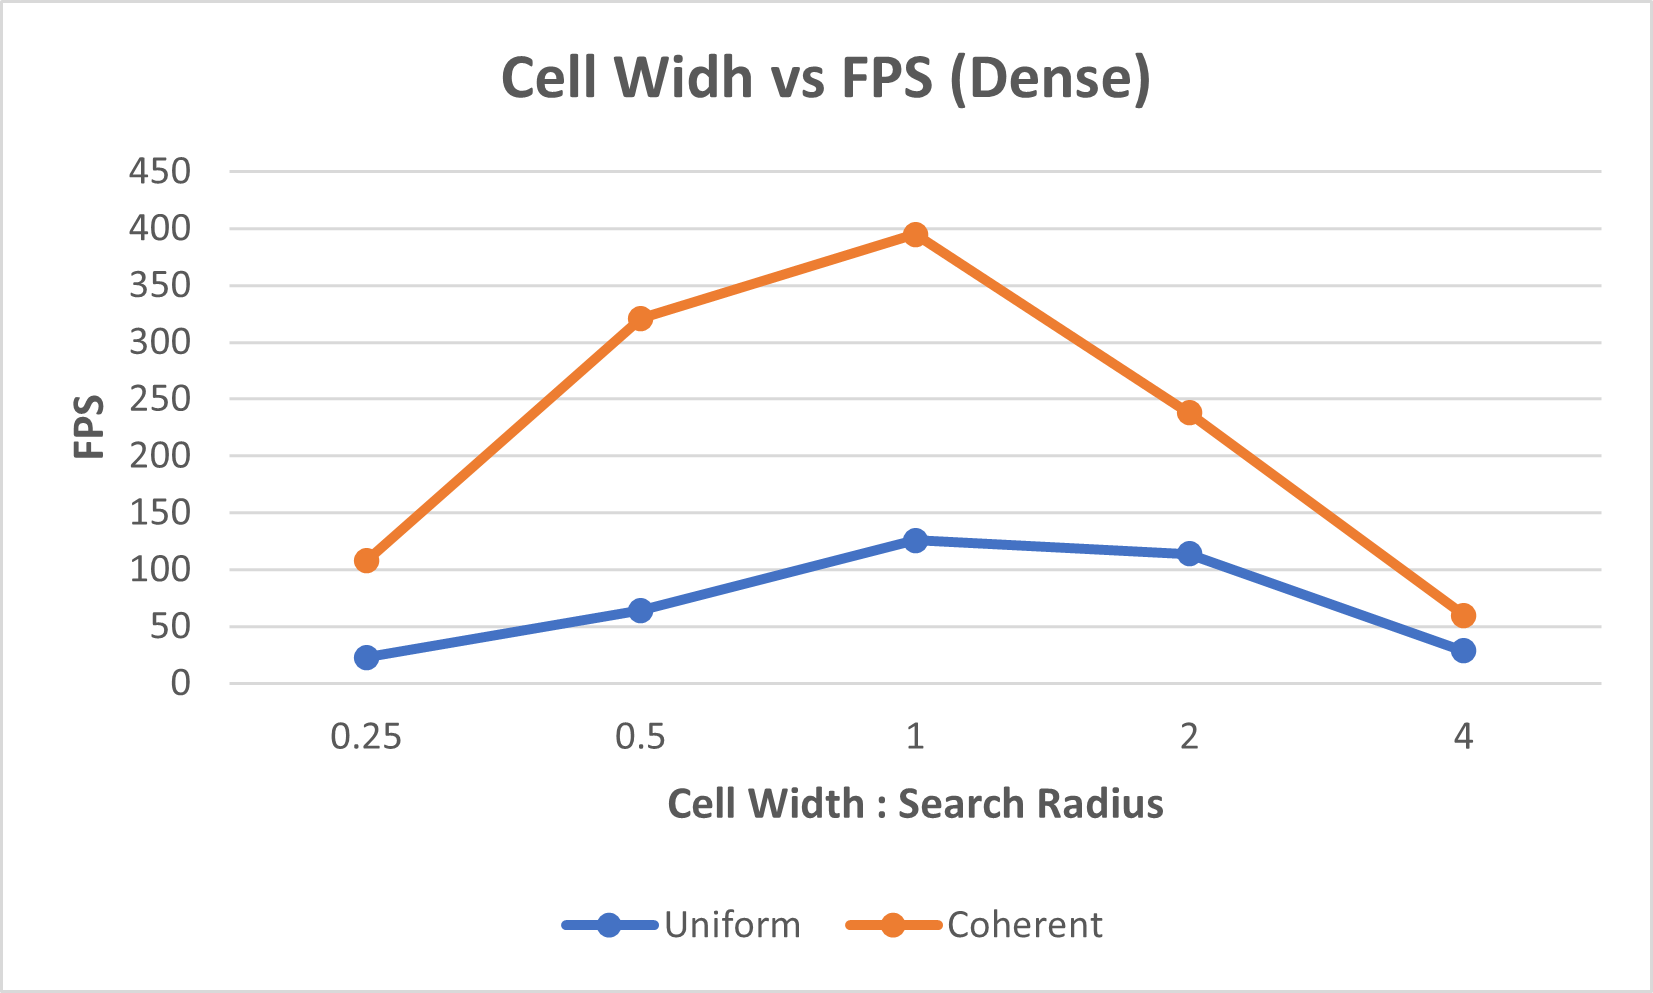 Cell Widh vs FPS (Dense)
450
400
350
300
250
200
150
100
50
0
FPS
0.25 0.5 1 2 4
Cell Width : Search Radius
Uniform Coherent